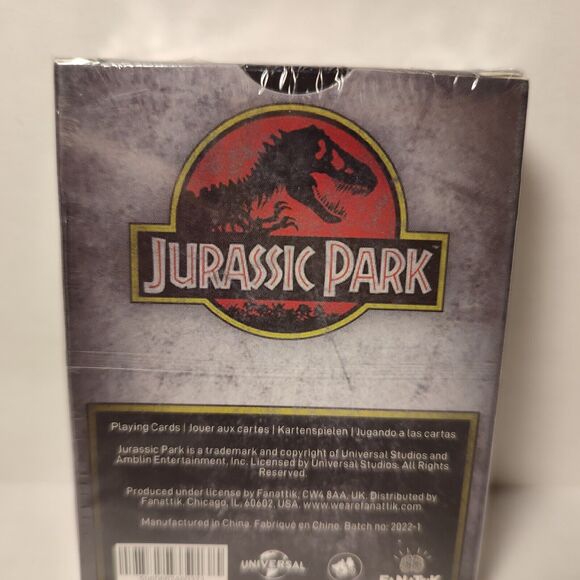 JURASSIC PARK™
Playing Cards | Jouer aux cartes | Kartenspielen | Jugando a las cartas
Jurassic Park is a trademark and copyright of Universal Studios and
Amblin Entertainment, Inc. Licensed by Universal Studios. All Rights
Reserved.
Produced under license by Fanattik, CW4 8AA, UK. Distributed by
Fanattik, Chicago, IL, 60602, USA. www.wearefanattik.com
Manufactured in China. Fabriqué en Chine. Batch no: 2022-1
UNIVERSAL